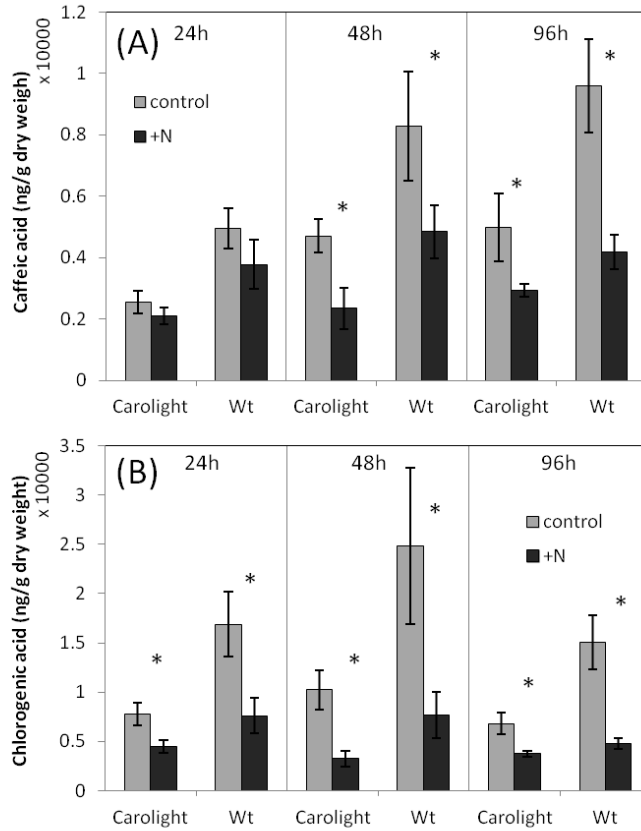 (A)
24h
48h
96h
Caffeic acid (ng/g dry weigh)
x 10000
1.2
1
0.8
0.6
0.4
0.2
0
control
+N
*
*
*
*
Carolight
Wt
Carolight
Wt
Carolight
Wt
(B)
24h
48h
96h
Chlorogenic acid (ng/g dry weight)
x 10000
3.5
3
2.5
2
1.5
1
0.5
0
control
+N
*
*
*
*
*
*
Carolight
Wt
Carolight
Wt
Carolight
Wt